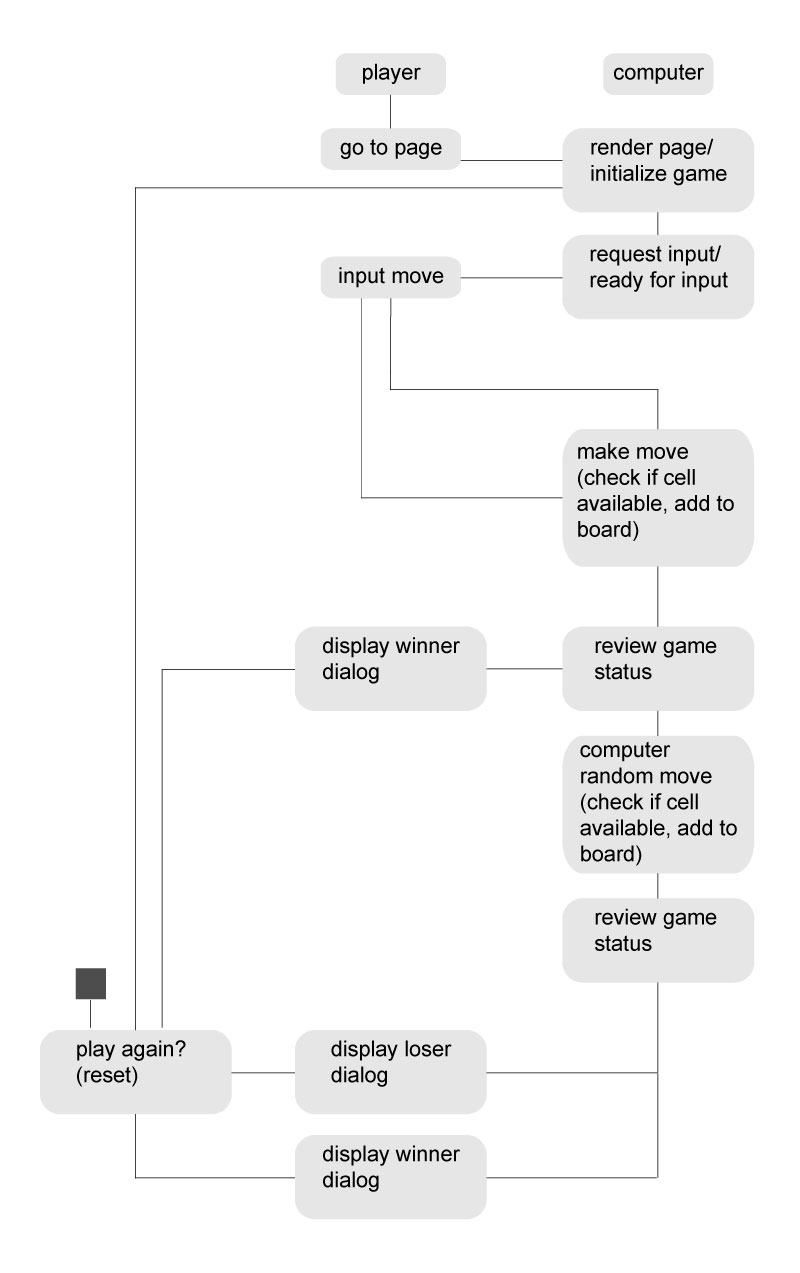 player
computer
go to page
render page/
initialize game
request input/
ready for input
input move
make move
(check if cell
available, add to
board)
display winner
dialog
review game
status
computer
random move
(check if cell
available, add to
board)
review game
status
play again?
(reset)
display loser
dialog
display winner
dialog